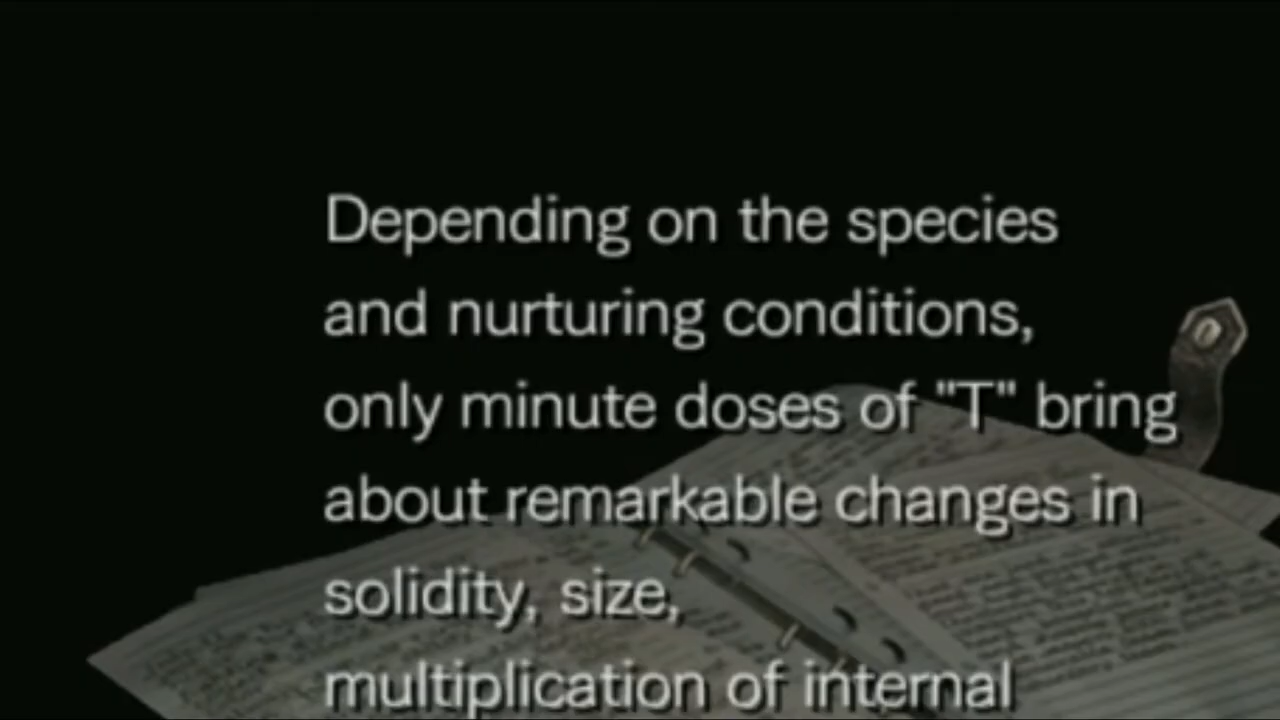 Depending on the species
and nurturing conditions,
only minute doses of "T" bring
about remarkable changes in
solidity, size,
multiplication of internal